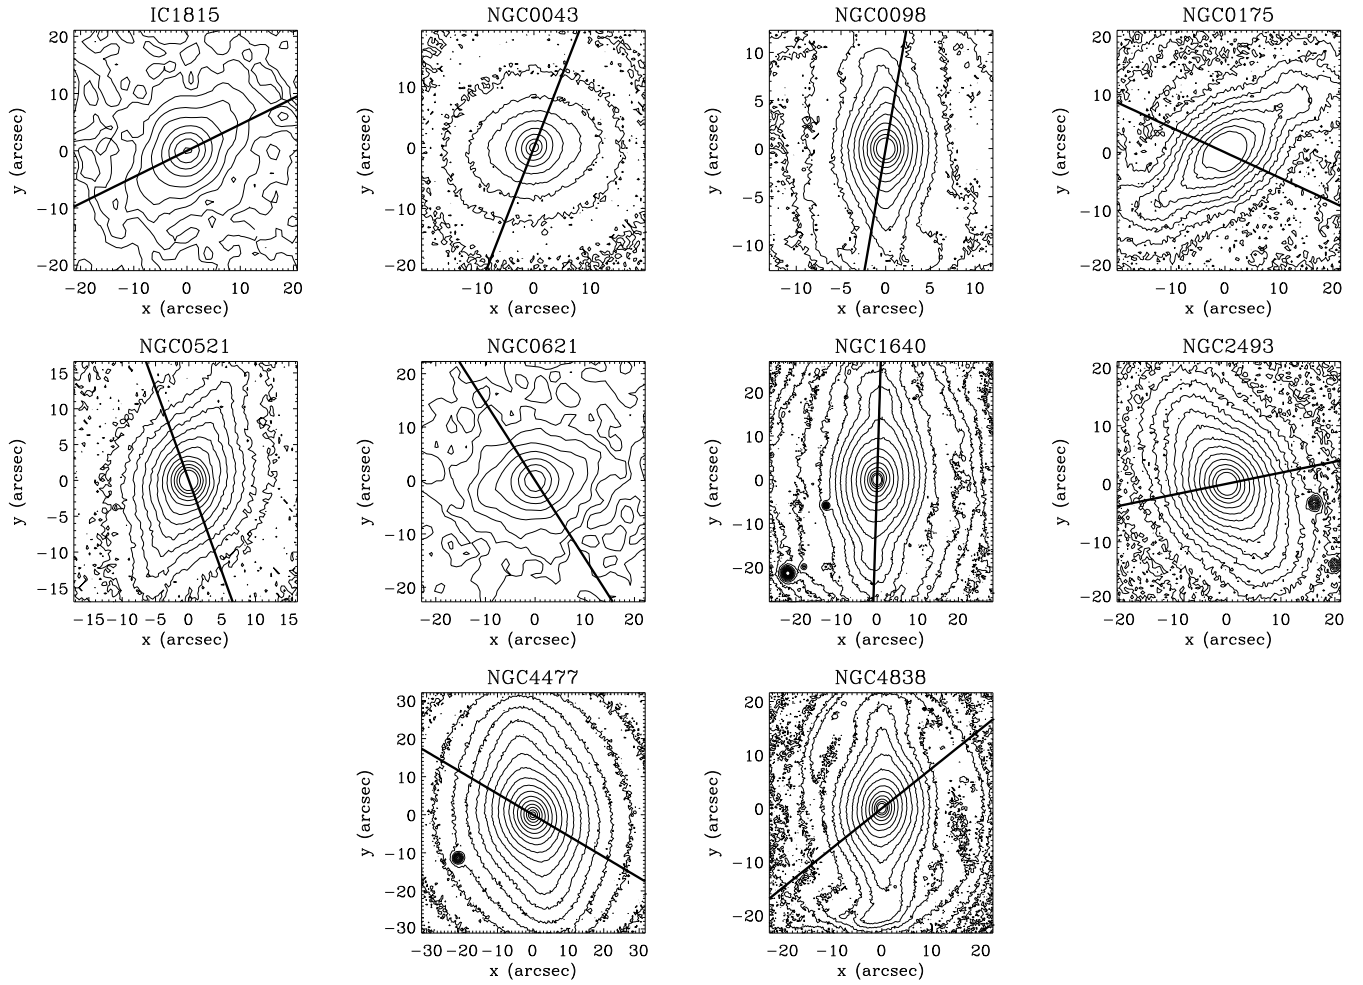 IC1815 NGC0043 NGC0098 NGC0175
y (arcsec) 20 10 0 −10 −20
−20 −10 0 10 20
x (arcsec)
y (arcsec) 10 0 −10 −20
−10 0 10
x (arcsec)
y (arcsec) 10 5 0 −5 −10
−10 −5 0 5 10
x (arcsec)
y (arcsec) 20 10 0 −10 −20
−10 0 10 20
x (arcsec)
NGC0521 NGC0621 NGC1640 NGC2493
y (arcsec) 15 10 5 0 −5 −10 −15
−15 −10 −5 0 5 10 15
x (arcsec)
y (arcsec) 20 10 0 −10 −20
−20 −10 0 10 20
x (arcsec)
y (arcsec) 20 10 0 −10 −20
−20 −10 0 10 20
x (arcsec)
y (arcsec) 20 10 0 −10 −20
−20 −10 0 10 20
x (arcsec)
NGC4477 NGC4838
y (arcsec) 30 20 10 0 −10 −20 −30
−30 −20 −10 0 10 20 30
x (arcsec)
y (arcsec) 20 10 0 −10 −20
−20 −10 0 10 20
x (arcsec)